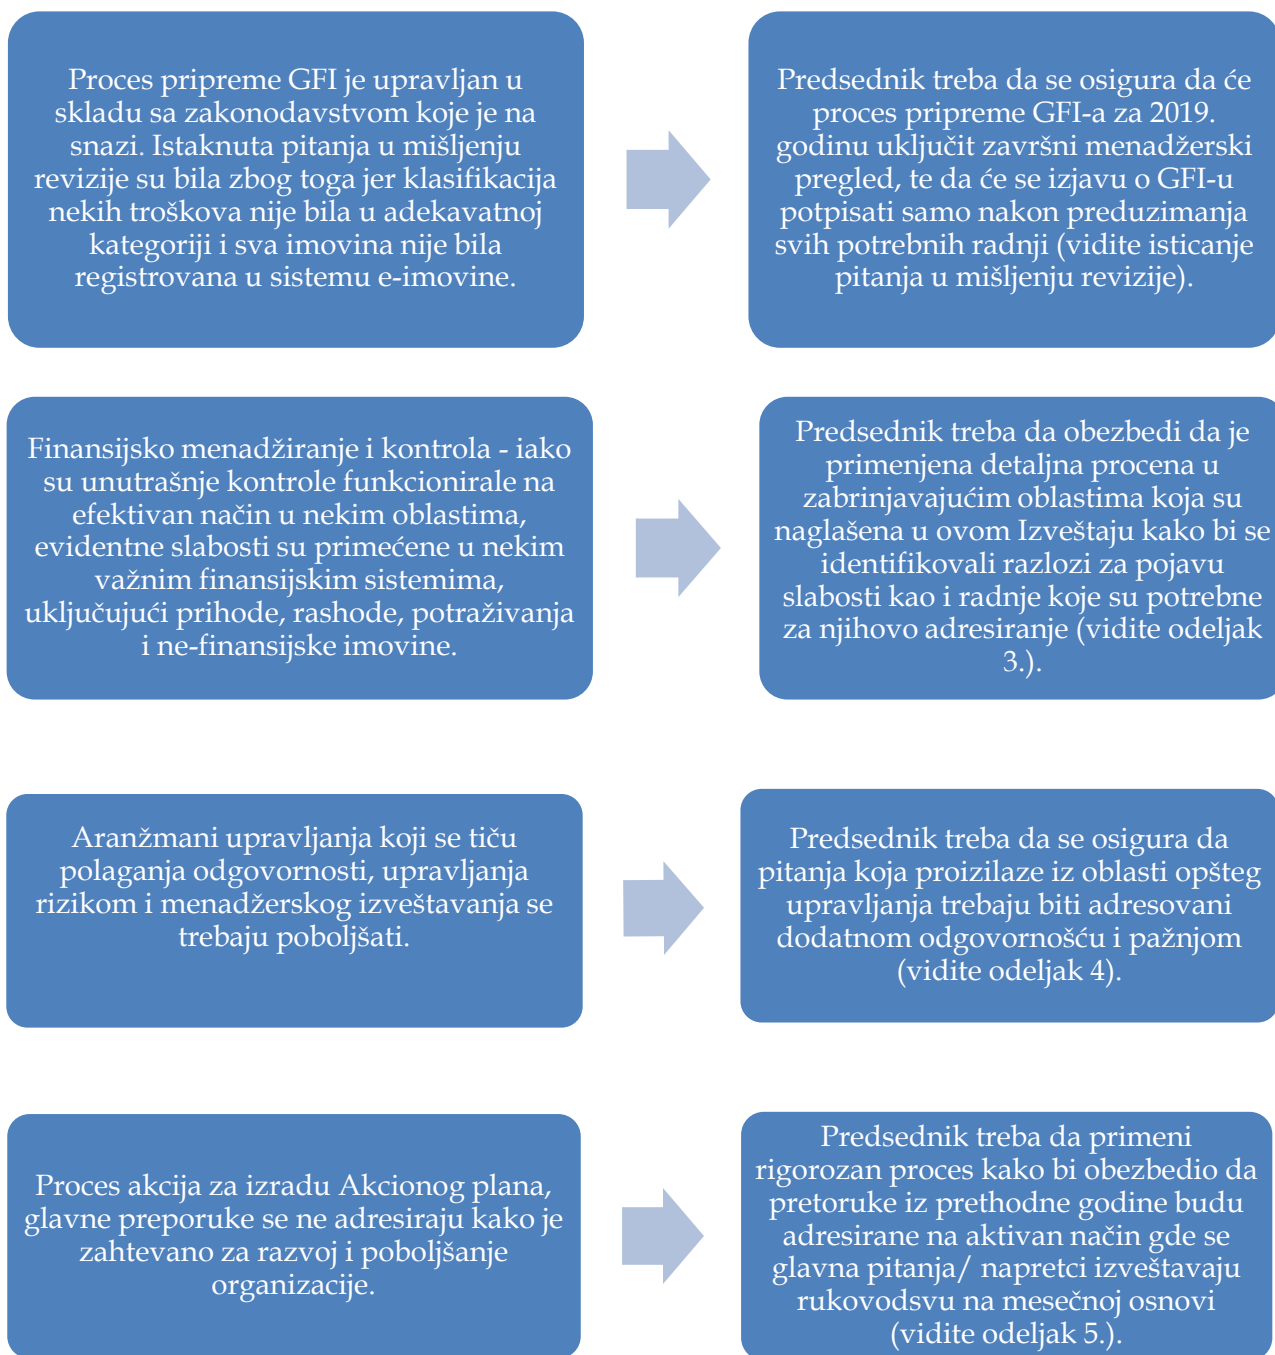 Proces pripreme GFI je upravljan u
skladu sa zakonodavstvom koje je na
snazi. Istaknuta pitanja u mišljenju
revizije su bila zbog toga jer klasifikacija
nekih troškova nije bila u adekavatnoj
kategoriji i sva imovina nije bila
registrovana u sistemu e-imovine.
Predsednik treba da se osigura da će
proces pripreme GFI-a za 2019.
godinu uključit završni menadžerski
pregled, te da će se izjavu o GFI-u
potpisati samo nakon preduzimanja
svih potrebnih radnji (vidite isticanje
pitanja u mišljenju revizije).
Finansijsko menadžiranje i kontrola - iako
su unutrašnje kontrole funkcionirale na
efektivan način u nekim oblastima,
evidentne slabosti su primećene u nekim
važnim finansijskim sistemima,
uključujući prihode, rashode, potraživanja
i ne-finansijske imovine.
Predsednik treba da obezbedi da je
primenjena detaljna procena u
zabrinjavajućim oblastima koja su
naglašena u ovom Izveštaju kako bi se
identifikovali razlozi za pojavu
slabosti kao i radnje koje su potrebne
za njihovo adresiranje (vidite odeljak
3.).
Aranžmani upravljanja koji se tiču
polaganja odgovornosti, upravljanja
rizikom i menadžerskog izveštavanja se
trebaju poboljšati.
Predsednik treba da se osigura da
pitanja koja proizilaze iz oblasti opšteg
upravljanja trebaju biti adresovani
dodatnom odgovornošću i pažnjom
(vidite odeljak 4).
Proces akcija za izradu Akcionog plana,
glavne preporuke se ne adresiraju kako je
zahtevano za razvoj i poboljšanje
organizacije.
Predsednik treba da primeni
rigorozan proces kako bi obezbedio da
pretoruke iz prethodne godine budu
adresirane na aktivan način gde se
glavna pitanja/ napretci izveštavaju
rukovodsvu na mesečnoj osnovi
(vidite odeljak 5.).